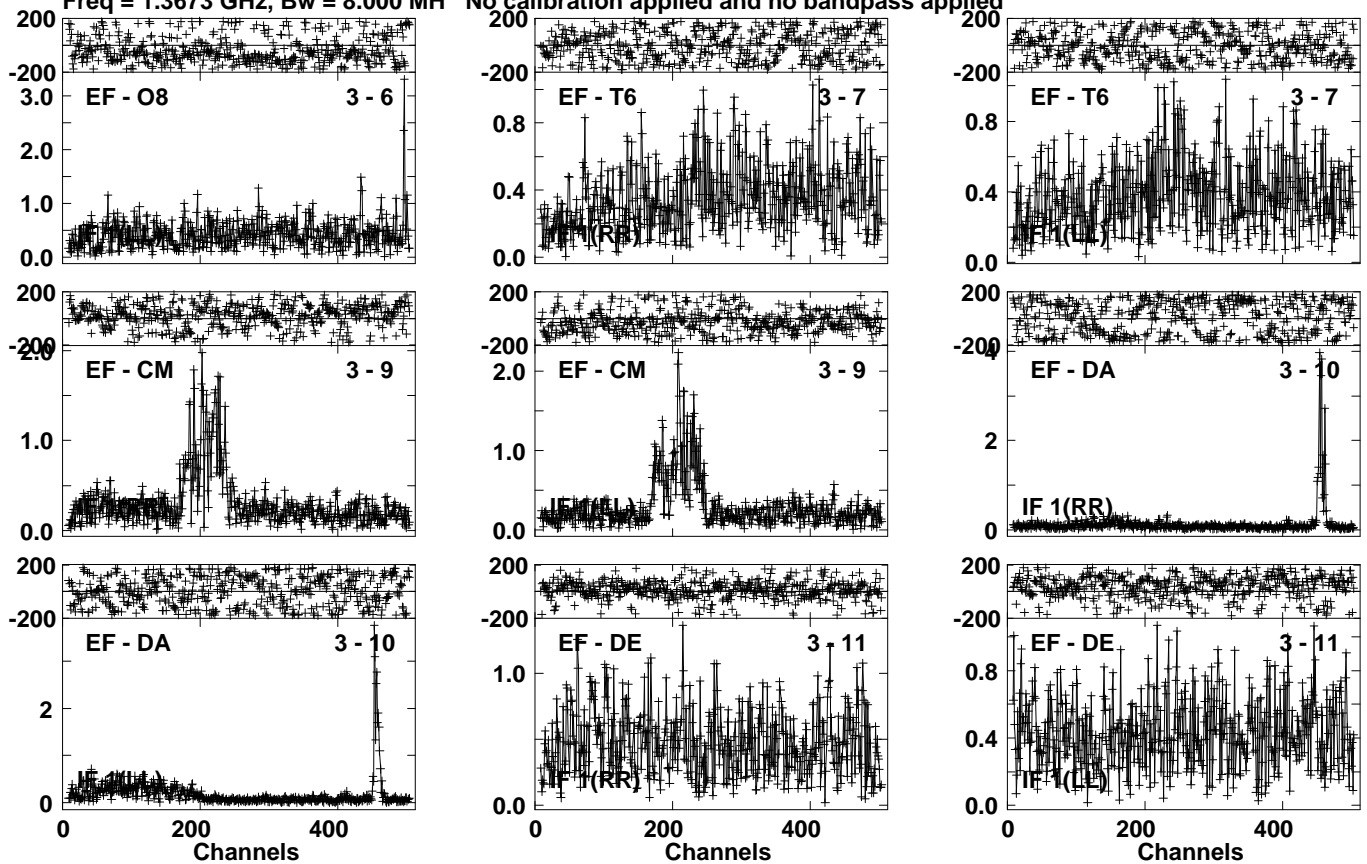 Freq = 1.3673 GHz, Bw = 8.000 MH No calibration applied and no bandpass applied
200
-200
EF - O8 3 - 6
3.0
2.0
1.0
0.0
EF - T6 3 - 7
0.8
0.4
0.0
IF 1(RR)
200
-200
EF - T6 3 - 7
0.8
0.4
0.0
IF 1(LL)
200
-200
2.0
EF - CM 3 - 9
1.0
0.0
EF - CM 3 - 9
2.0
1.0
0.0
IF 1(LL)
200
-200
4
EF - DA 3 - 10
2
0
IF 1(RR)
200
-200
EF - DA 3 - 10
2
0
IF 1(LL)
0 200 400
Channels
EF - DE 3 - 11
1.0
0.0
IF 1(RR)
0 200 400
Channels
200
-200
EF - DE 3 - 11
0.8
0.4
0.0
IF 1(LL)
0 200 400
Channels